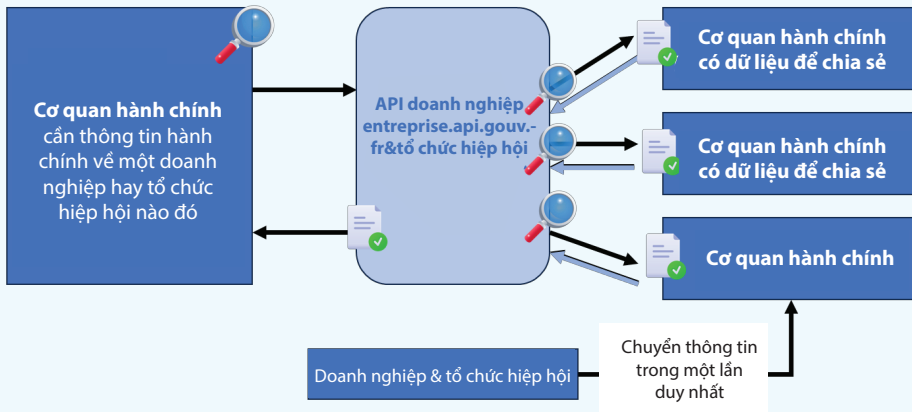 Cơ quan hành chính
cần thông tin hành
chính về một doanh
nghiệp hay tổ chức
hiệp hội nào đó
API doanh nghiệp
entreprise.api.gouv.-
fr&tổ chức hiệp hội
Cơ quan hành chính
có dữ liệu để chia sẻ
Cơ quan hành chính
có dữ liệu để chia sẻ
Cơ quan hành chính
Doanh nghiệp & tổ chức hiệp hội
Chuyển thông tin
trong một lần
duy nhất